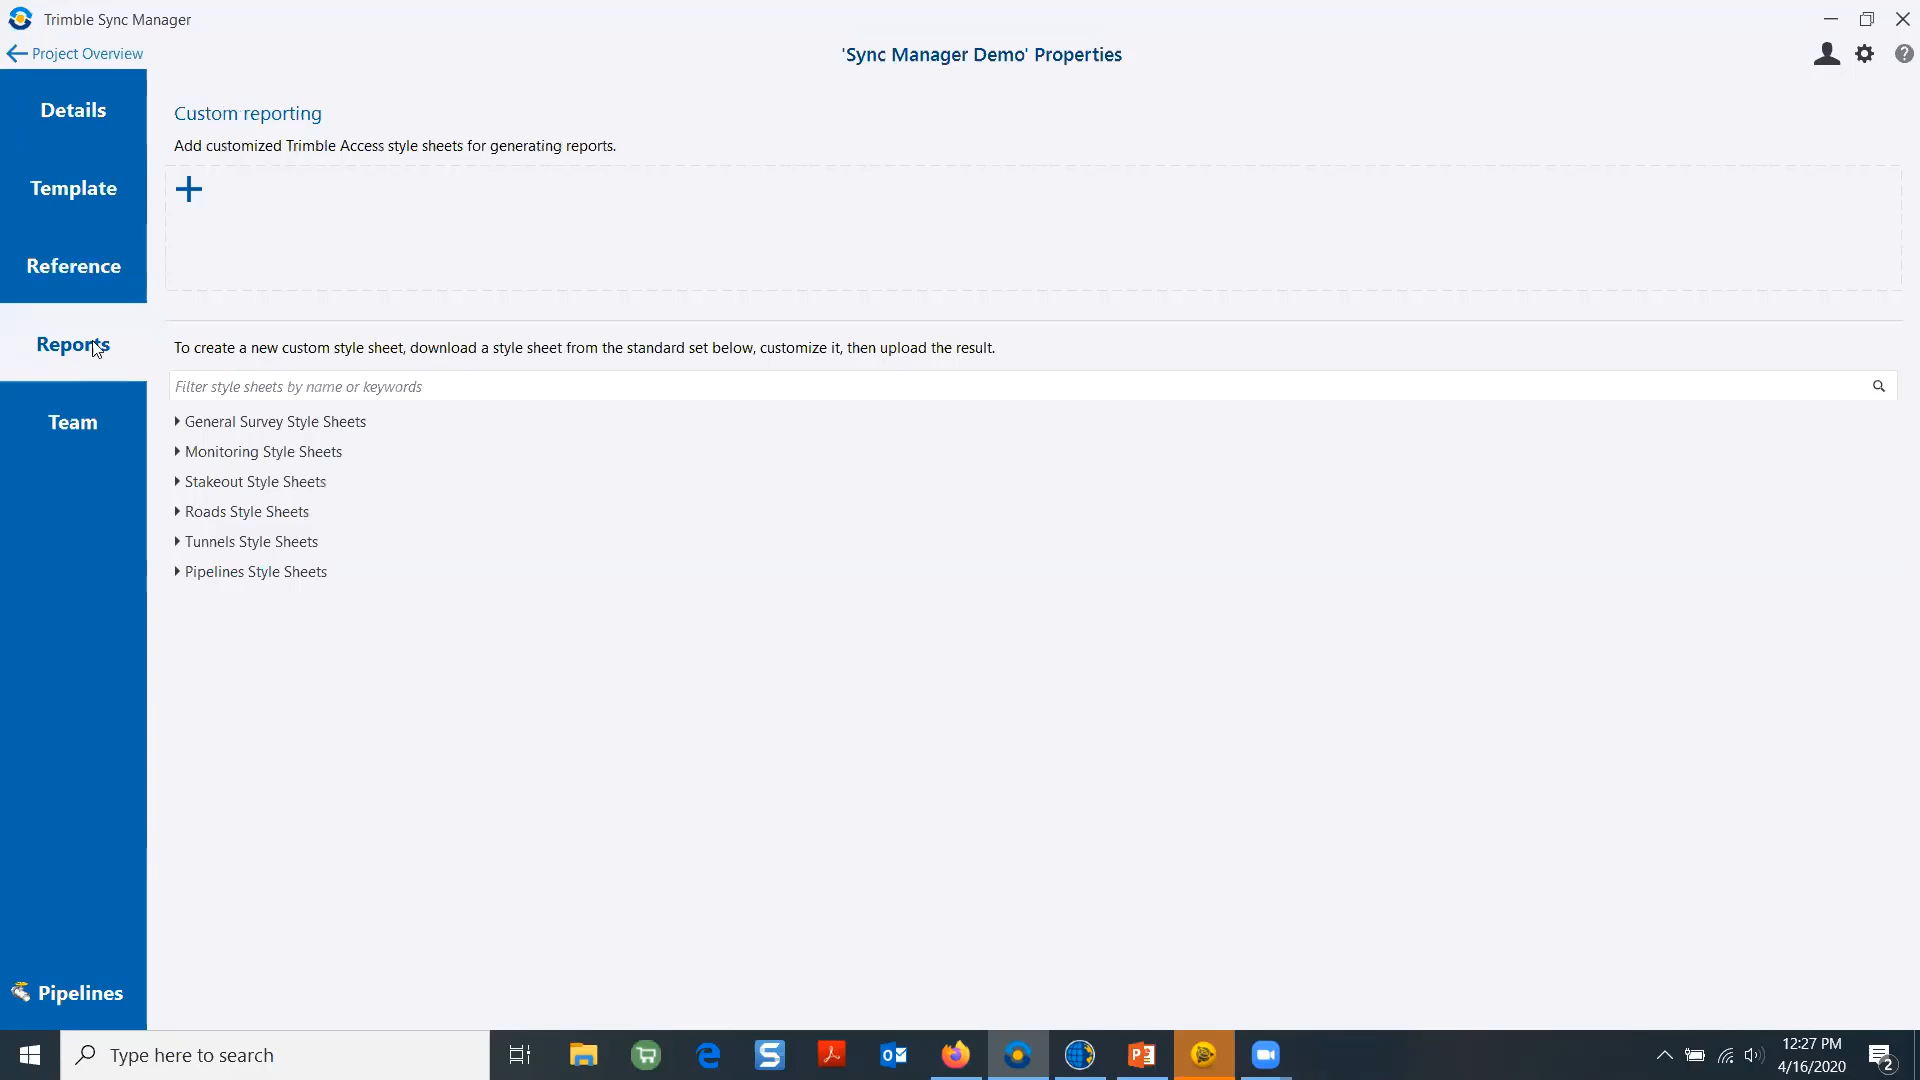 Trimble Sync Manager
Project Overview
'Sync Manager Demo' Properties
Details
Template
Reference
Reports
Team
Pipelines
Custom reporting
Add customized Trimble Access style sheets for generating reports.
To create a new custom style sheet, download a style sheet from the standard set below, customize it, then upload the result.
Filter style sheets by name or keywords
General Survey Style Sheets
Monitoring Style Sheets
Stakeout Style Sheets
Roads Style Sheets
Tunnels Style Sheets
Pipelines Style Sheets
Type here to search
12:27 PM
4/16/2020
2